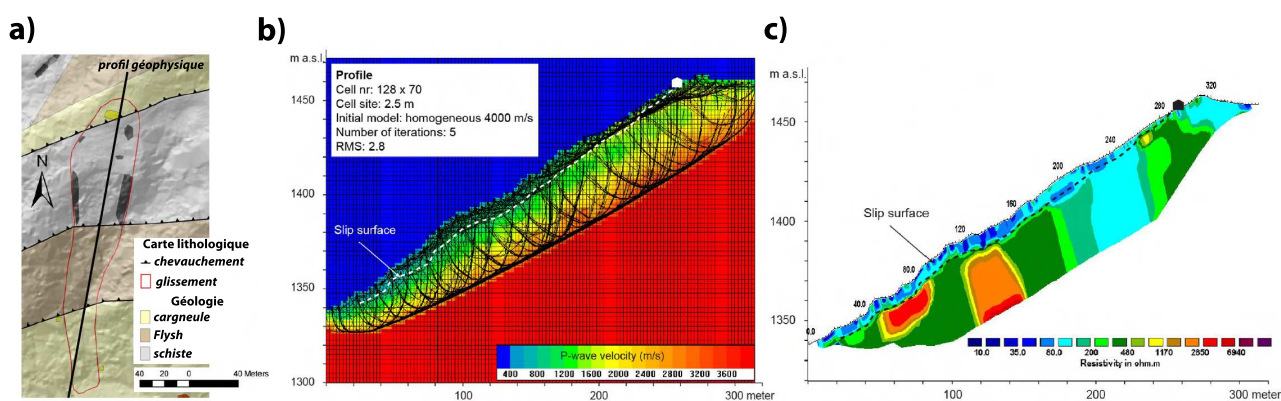 a)
profil géophysique
N
Carte lithologique
chevauchement
glissement
Géologie
cargneule
Flysh
schiste
40 20 0 40 Meters
b)
m a.s.l.
Profile
Cell nr: 128 x 70
Cell site: 2.5 m
Initial model: homogeneous 4000 m/s
Number of iterations: 5
RMS: 2.8
1450
1400
1350
1300
Slip surface
P-wave velocity (m/s)
400 800 1200 1600 2000 2400 2800 3200 3600
100 200 300 meter
c)
m a.s.l.
1450
1400
1350
0.0 40.0 80.0 120 160 200 240 280 320
Slip surface
10.0 35.0 80.0 200 480 1170 2850 6940
Resistivity in ohm.m
100 200 300 meter